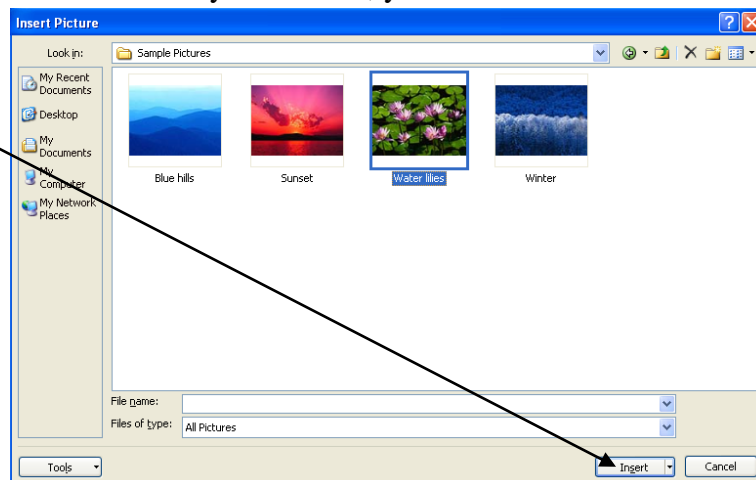 Insert Picture
Look in:
Sample Pictures
My Recent
Documents
Desktop
My
Documents
My
Computer
My Network
Places
Blue hills
Sunset
Water lilies
Winter
File name:
Files of type:
All Pictures
Tools
Insert
Cancel